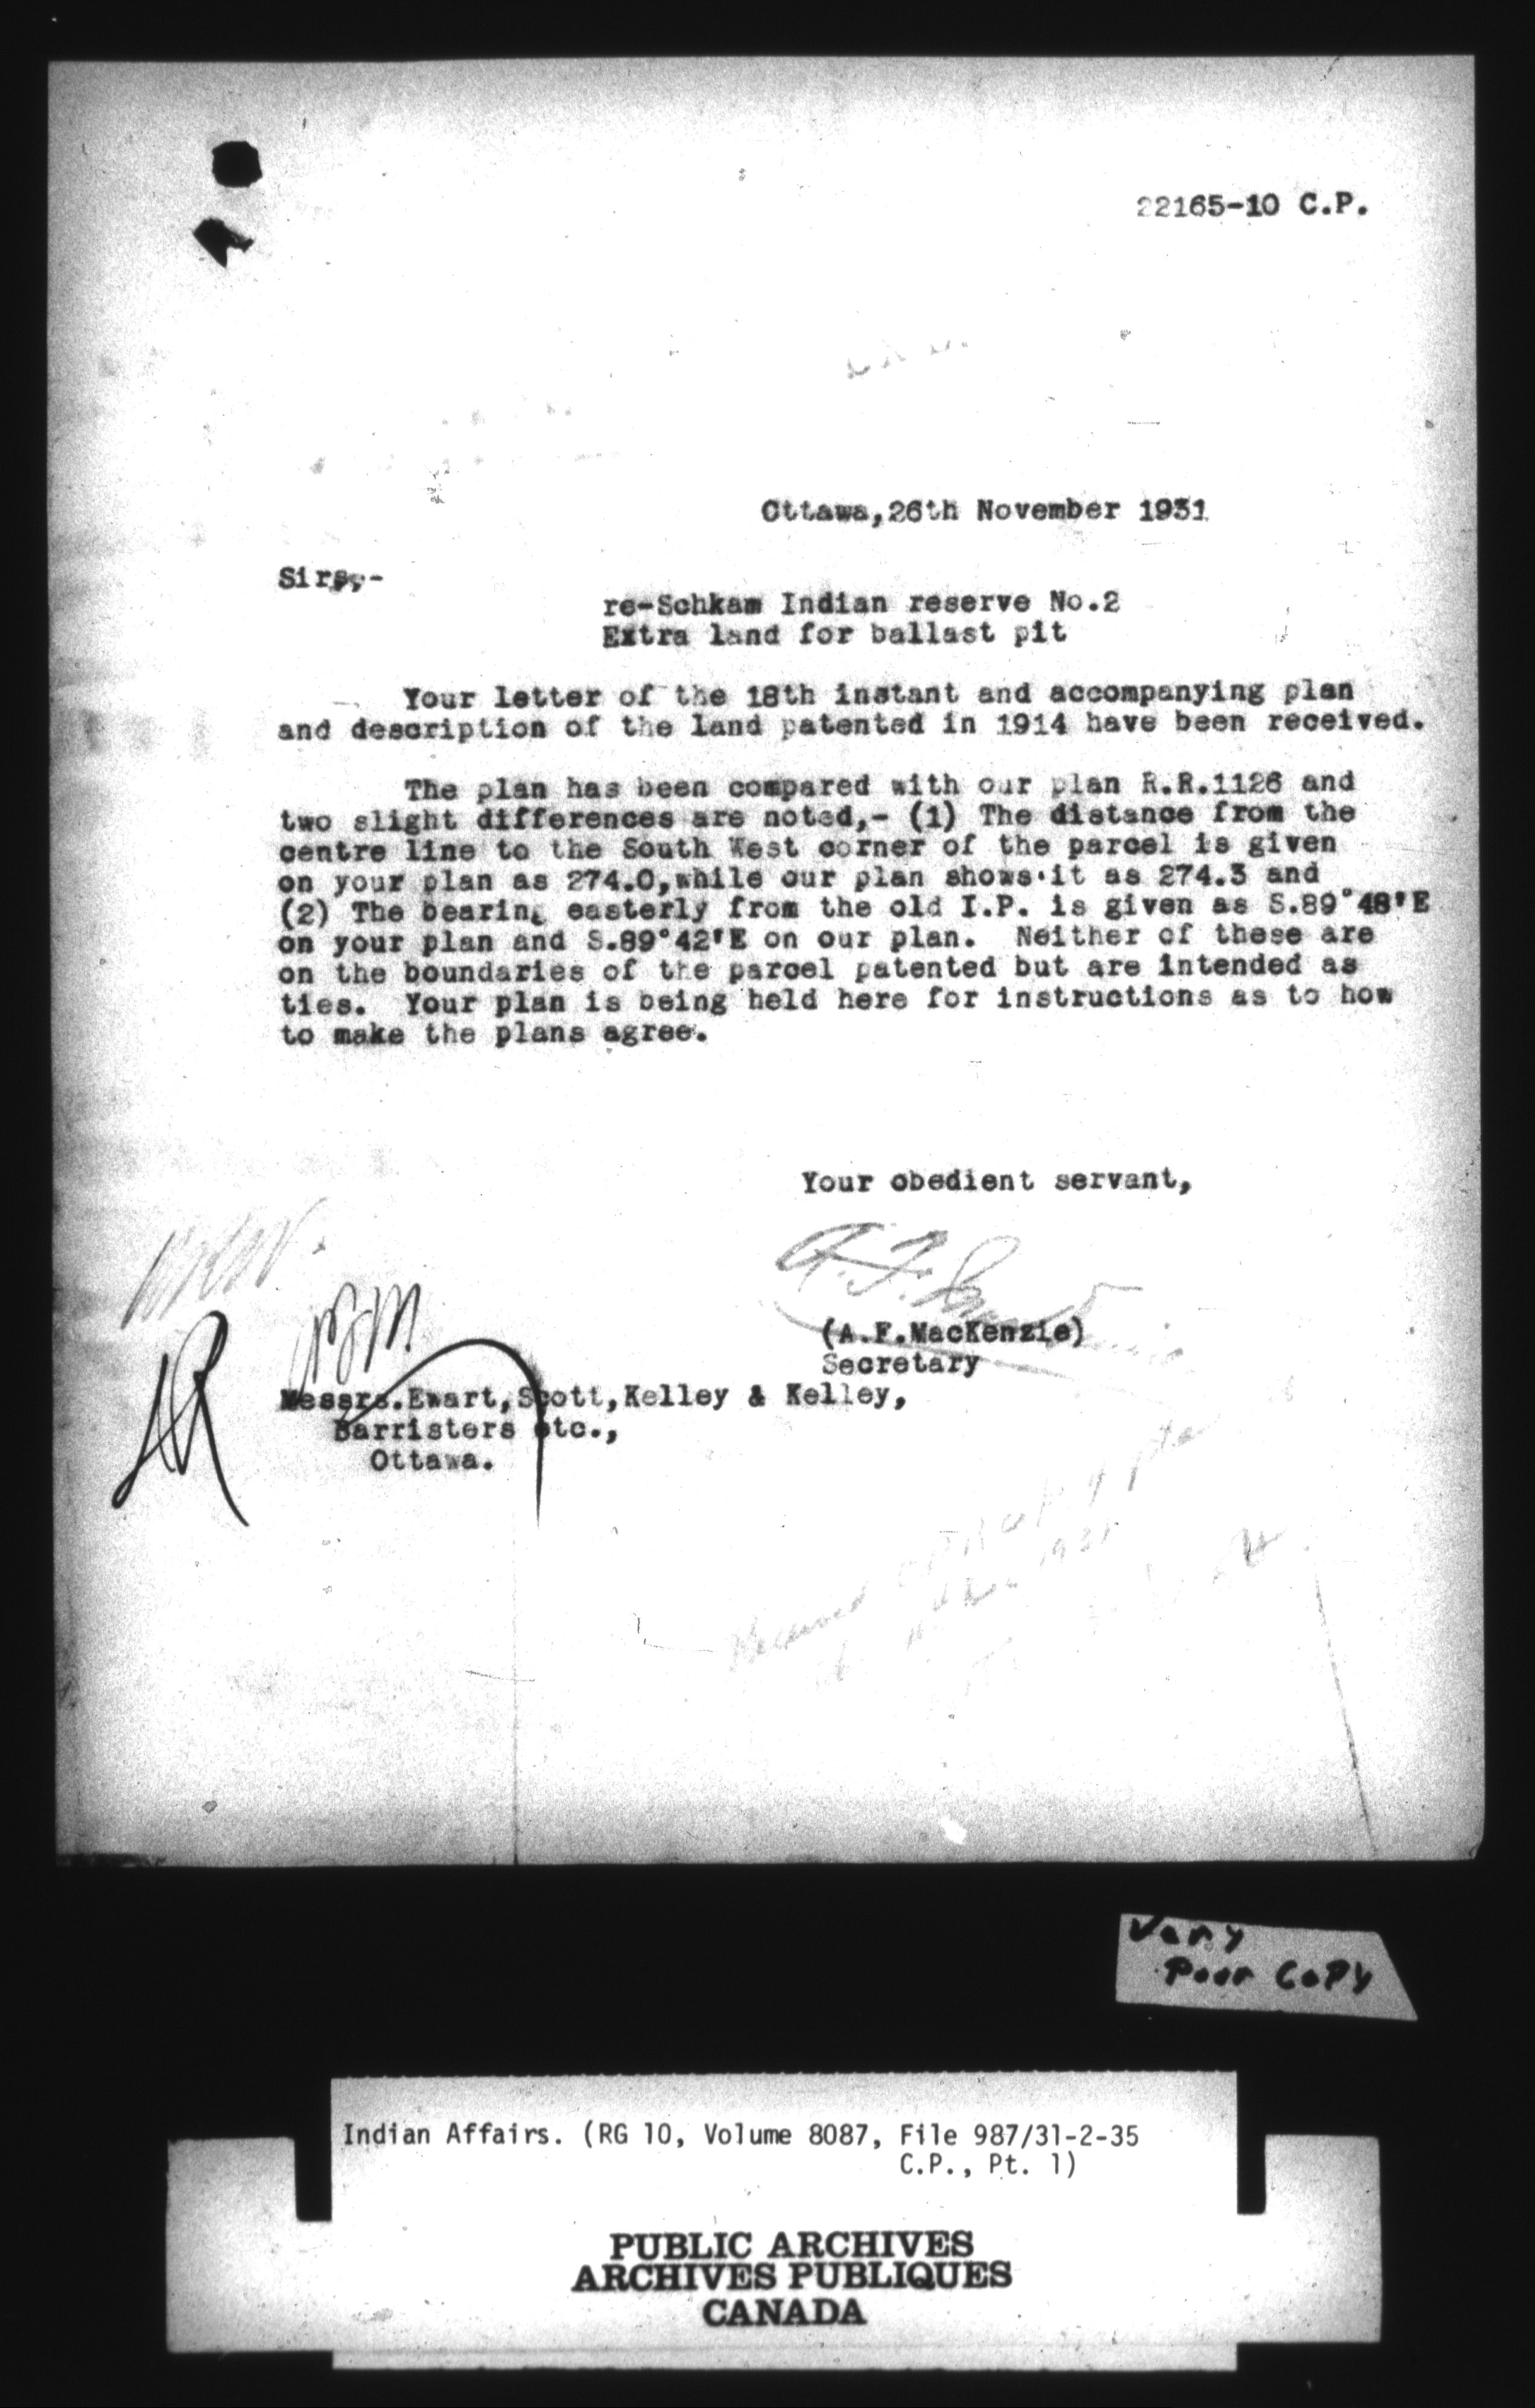 22165-10 C.P.
Ottawa,26th November 1931
Sirs,-
re-Schkam Indian reserve No.2
Extra land for ballast pit
Your letter of the 18th instant and accompanying plan
and description of the land patented in 1914 have been received.
The plan has been compared with our plan R.R.1126 and
two slight differences are noted,- (1) The distance from the
centre line to the South West corner of the parcel is given
on your plan as 274.0,while our plan shows it as 274.3 and
(2) The bearing easterly from the old I.P. is given as S.89°48'E
on your plan and S.89°42'E on our plan. Neither of these are
on the boundaries of the parcel patented but are intended as
ties. Your plan is being held here for instructions as to how
to make the plans agree.
Your obedient servant,
(A.F.MacKenzie)
Secretary
Messrs.Ewart,Scott,Kelley & Kelley,
Barristers etc.,
Ottawa.
Received
1931
Very
Poor Copy
Indian Affairs. (RG 10, Volume 8087, File 987/31-2-35
C.P., Pt. 1)
PUBLIC ARCHIVES
ARCHIVES PUBLIQUES
CANADA